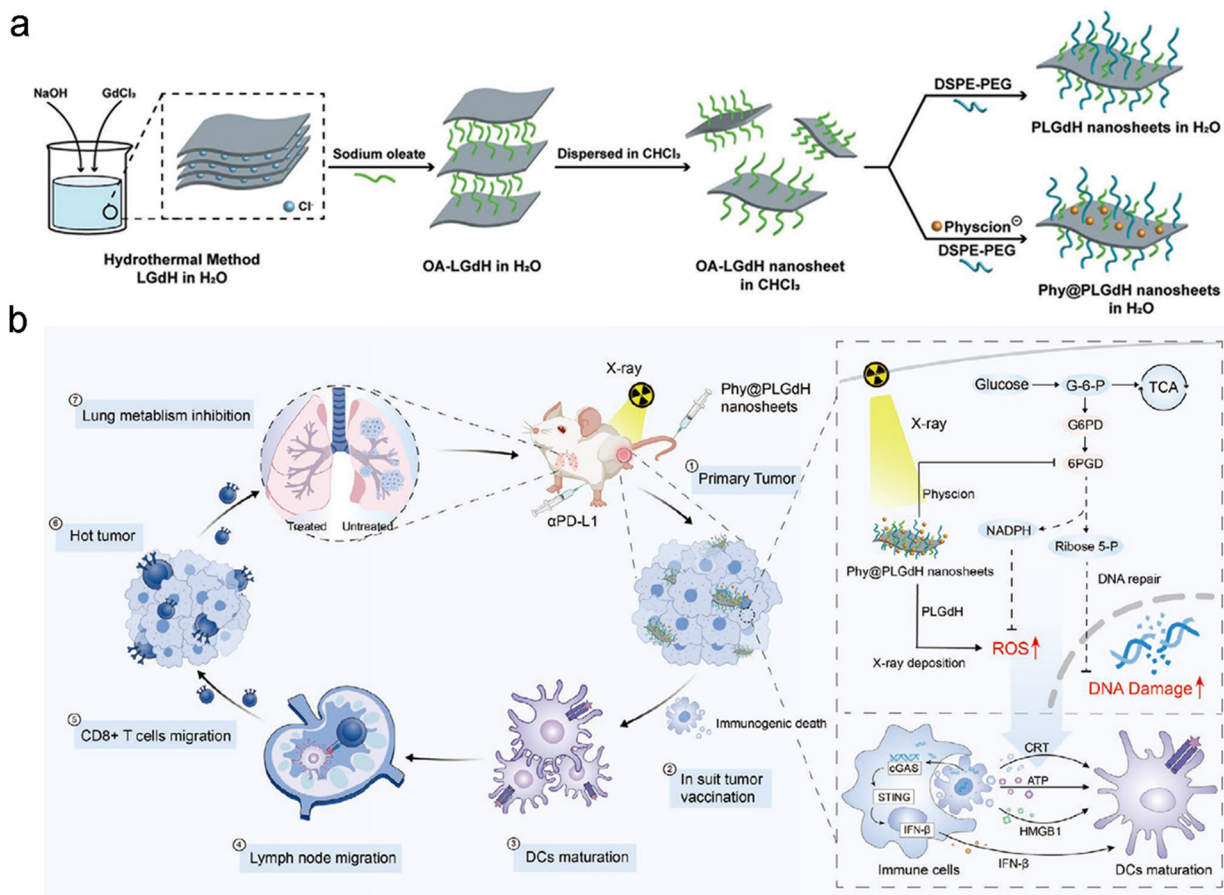 a
NaOH
GdCl₃
Cl⁻
Hydrothermal Method
LGdH in H₂O
Sodium oleate
OA-LGdH in H₂O
Dispersed in CHCl₃
OA-LGdH nanosheet
in CHCl₃
DSPE-PEG
PLGdH nanosheets in H₂O
Physcion⊖
DSPE-PEG
Phy@PLGdH nanosheets
in H₂O
b
⑦
Lung metablism inhibition
Treated
Untreated
X-ray
Phy@PLGdH
nanosheets
αPD-L1
①
Primary Tumor
Immunogenic death
②
In suit tumor
vaccination
③
DCs maturation
④
Lymph node migration
⑤
CD8+ T cells migration
⑥
Hot tumor
X-ray
Glucose
G-6-P
TCA
G6PD
6PGD
Physcion
NADPH
Ribose 5-P
Phy@PLGdH nanosheets
DNA repair
PLGdH
X-ray deposition
ROS↑
DNA Damage↑
cGAS
STING
IFN-β
Immune cells
CRT
ATP
HMGB1
IFN-β
DCs maturation